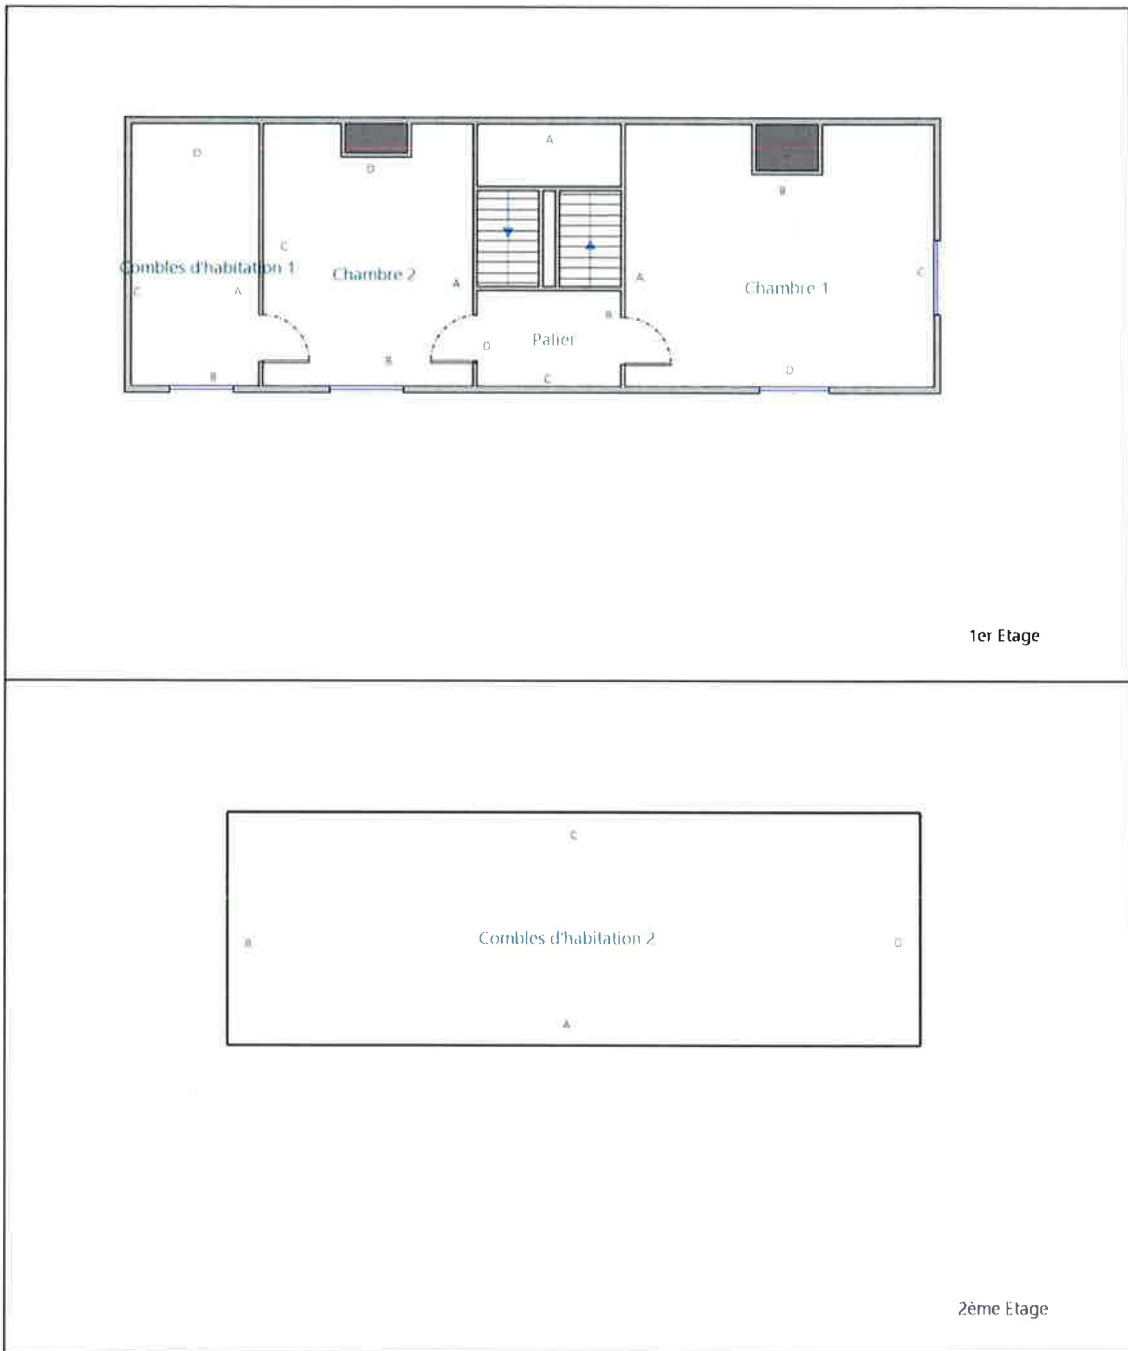 A
D
D
B
C
Combles d'habitation 1
Chambre 2
C
A
A
C
A
Chambre 1
B
Palier
D
B
D
B
C
1er Etage
C
Combles d'habitation 2
B
D
A
2ème Etage